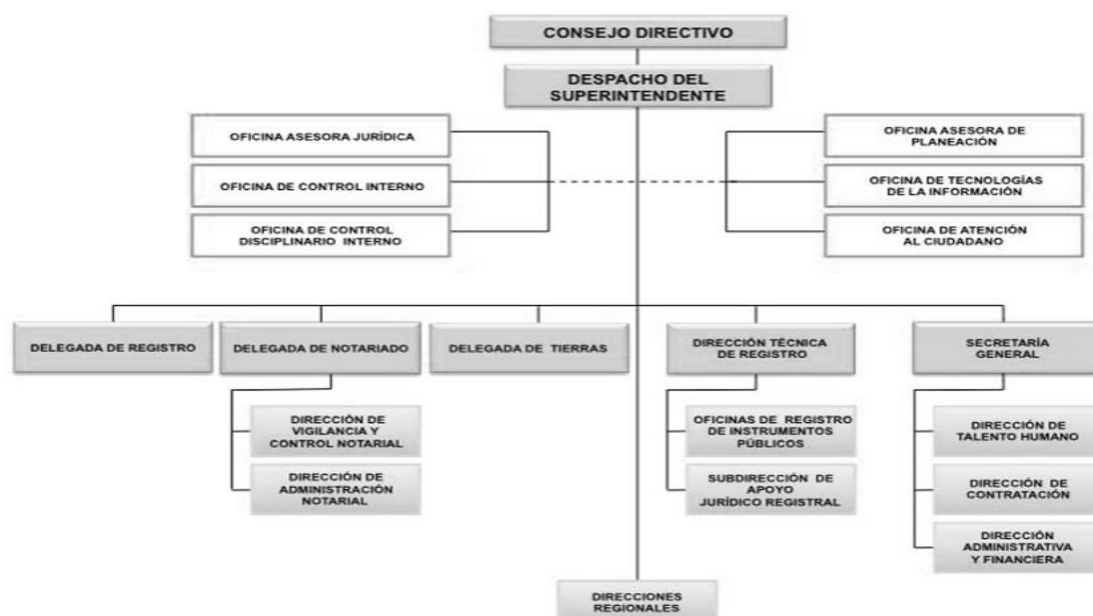 CONSEJO DIRECTIVO
DESPACHO DEL
SUPERINTENDENTE
OFICINA ASESORA JURÍDICA
OFICINA DE CONTROL INTERNO
OFICINA DE CONTROL
DISCIPLINARIO INTERNO
OFICINA ASESORA DE
PLANEACIÓN
OFICINA DE TECNOLOGÍAS
DE LA INFORMACIÓN
OFICINA DE ATENCIÓN
AL CIUDADANO
DELEGADA DE REGISTRO
DELEGADA DE NOTARIADO
DELEGADA DE TIERRAS
DIRECCIÓN TÉCNICA
DE REGISTRO
SECRETARÍA
GENERAL
DIRECCIÓN DE
VIGILANCIA Y
CONTROL NOTARIAL
DIRECCIÓN DE
ADMINISTRACIÓN
NOTARIAL
OFICINAS DE REGISTRO
DE INSTRUMENTOS
PÚBLICOS
SUBDIRECCIÓN DE
APOYO
JURÍDICO REGISTRAL
DIRECCIÓN DE
TALENTO HUMANO
DIRECCIÓN DE
CONTRATACIÓN
DIRECCIÓN
ADMINISTRATIVA
Y FINANCIERA
DIRECCIONES
REGIONALES